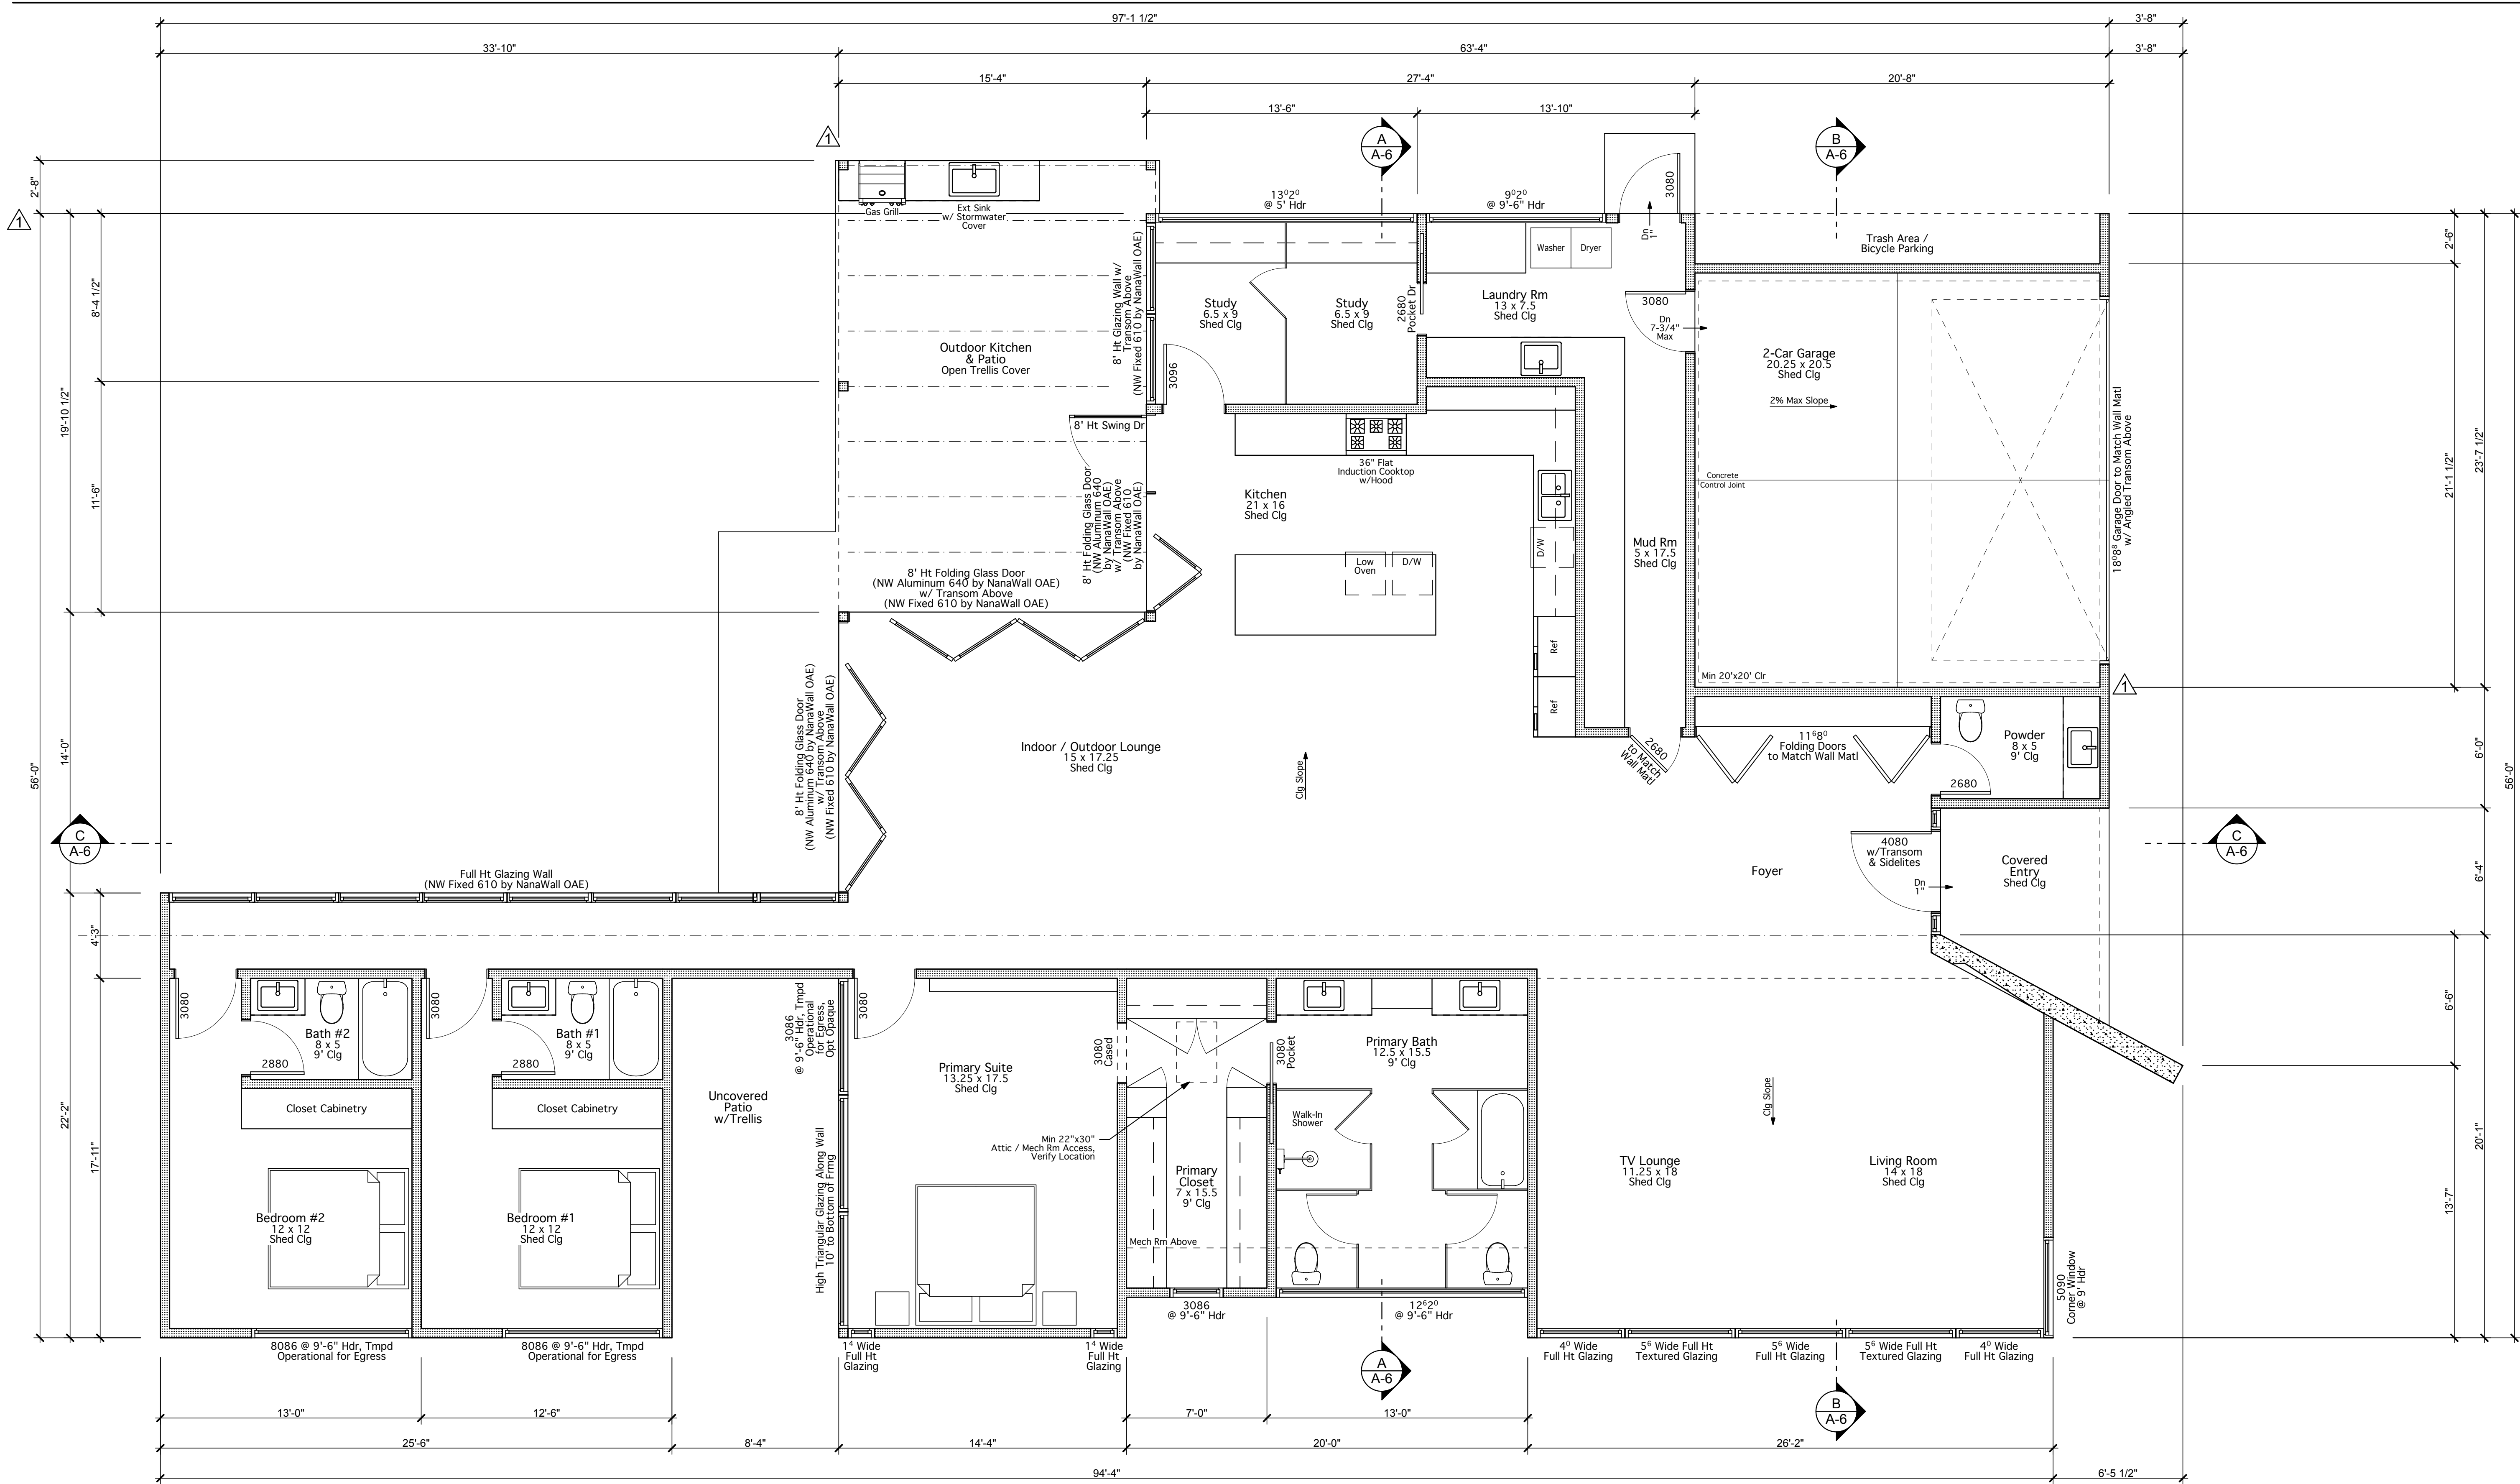 97'-1 1/2"
3'-8"
33'-10"
63'-4"
3'-8"
15'-4"
27'-4"
20'-8"
13'-6"
13'-10"
1
A
A-6
B
A-6
2'-8"
1
8'-4 1/2"
19'-10 1/2"
11'-6"
14'-0"
56'-0"
4'-3"
22'-2"
17'-11"
2'-6"
21'-1 1/2"
23'-7 1/2"
6'-0"
56'-0"
6'-4"
6'-6"
20'-1"
13'-7"
Gas Grill
Ext Sink
w/ Stormwater
Cover
13⁰2⁰
@ 5' Hdr
9⁰2⁰
@ 9'-6" Hdr
3080
Dn
1"
Washer
Dryer
Trash Area /
Bicycle Parking
8' Ht Glazing Wall w/
Transom Above
(NW Fixed 610 by NanaWall OAE)
Study
6.5 x 9
Shed Clg
Study
6.5 x 9
Shed Clg
2680
Pocket Dr
Laundry Rm
13 x 7.5
Shed Clg
3080
Dn
7-3/4"
Max
3096
Outdoor Kitchen
& Patio
Open Trellis Cover
2-Car Garage
20.25 x 20.5
Shed Clg
2% Max Slope
Concrete
Control Joint
Min 20'x20' Clr
18⁰8⁸ Garage Door to Match Wall Matl
w/ Angled Transom Above
1
8' Ht Swing Dr
8' Ht Folding Glass Door
(NW Aluminum 640
by NanaWall OAE)
w/ Transom Above
(NW Fixed 610
by NanaWall OAE)
36" Flat
Induction Cooktop
w/Hood
Kitchen
21 x 16
Shed Clg
Low
Oven
D/W
D/W
Ref
Ref
Mud Rm
5 x 17.5
Shed Clg
8' Ht Folding Glass Door
(NW Aluminum 640 by NanaWall OAE)
w/ Transom Above
(NW Fixed 610 by NanaWall OAE)
8' Ht Folding Glass Door
(NW Aluminum 640 by NanaWall OAE)
w/ Transom Above
(NW Fixed 610 by NanaWall OAE)
Indoor / Outdoor Lounge
15 x 17.25
Shed Clg
Clg Slope
2680
to Match
Wall Matl
11⁶8⁰
Folding Doors
to Match Wall Matl
Powder
8 x 5
9' Clg
2680
C
A-6
C
A-6
4080
w/Transom
& Sidelites
Dn
1"
Foyer
Covered
Entry
Shed Clg
Full Ht Glazing Wall
(NW Fixed 610 by NanaWall OAE)
3080
Bath #2
8 x 5
9' Clg
2880
Closet Cabinetry
3080
Bath #1
8 x 5
9' Clg
2880
Closet Cabinetry
Uncovered
Patio
w/Trellis
3086
@ 9'-6" Hdr, Tmpd
Operational
for Egress,
Opt Opaque
High Triangular Glazing Along Wall
10' to Bottom of Frmg
3080
Primary Suite
13.25 x 17.5
Shed Clg
3080
Cased
3080
Pocket
Min 22"x30"
Attic / Mech Rm Access,
Verify Location
Primary
Closet
7 x 15.5
9' Clg
Primary Bath
12.5 x 15.5
9' Clg
Walk-In
Shower
Mech Rm Above
Clg Slope
TV Lounge
11.25 x 18
Shed Clg
Living Room
14 x 18
Shed Clg
Bedroom #2
12 x 12
Shed Clg
Bedroom #1
12 x 12
Shed Clg
5090
Corner Window
@ 9' Hdr
8086 @ 9'-6" Hdr, Tmpd
Operational for Egress
8086 @ 9'-6" Hdr, Tmpd
Operational for Egress
1⁴ Wide
Full Ht
Glazing
1⁴ Wide
Full Ht
Glazing
3086
@ 9'-6" Hdr
12⁶2⁰
@ 9'-6" Hdr
4⁰ Wide
Full Ht Glazing
5⁶ Wide Full Ht
Textured Glazing
5⁶ Wide
Full Ht Glazing
5⁶ Wide Full Ht
Textured Glazing
4⁰ Wide
Full Ht Glazing
A
A-6
B
A-6
13'-0"
12'-6"
7'-0"
13'-0"
25'-6"
8'-4"
14'-4"
20'-0"
26'-2"
94'-4"
6'-5 1/2"